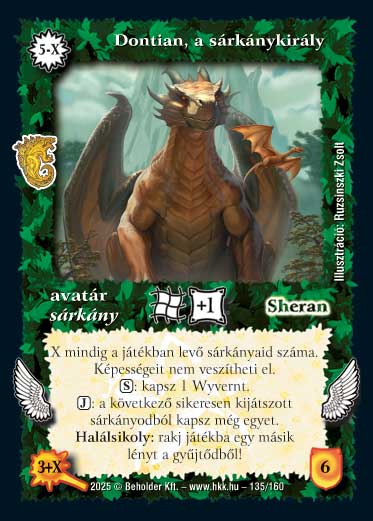 5-X
Dontian, a sárkánykirály
Illusztráció: Ruzsinszki Zsolt
avatár
sárkány
+1
Sheran
X mindig a játékban levő sárkányaid száma.
Képességeit nem veszítheti el.
S: kapsz 1 Wyvernt.
J: a következő sikeresen kijátszott
sárkányodból kapsz még egyet.
Halálsikoly: rakj játékba egy másik
lényt a gyűjtődből!
3+X
6
2025 © Beholder Kft. – www.hkk.hu – 135/160